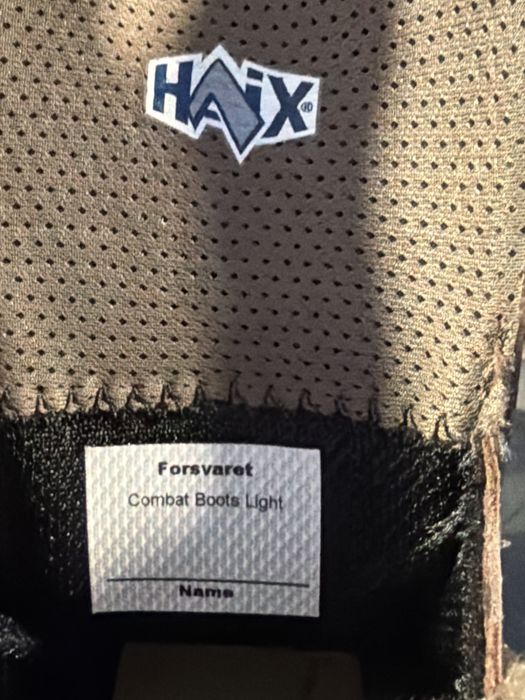 HAIX®
Forsvaret
Combat Boots Light
Name